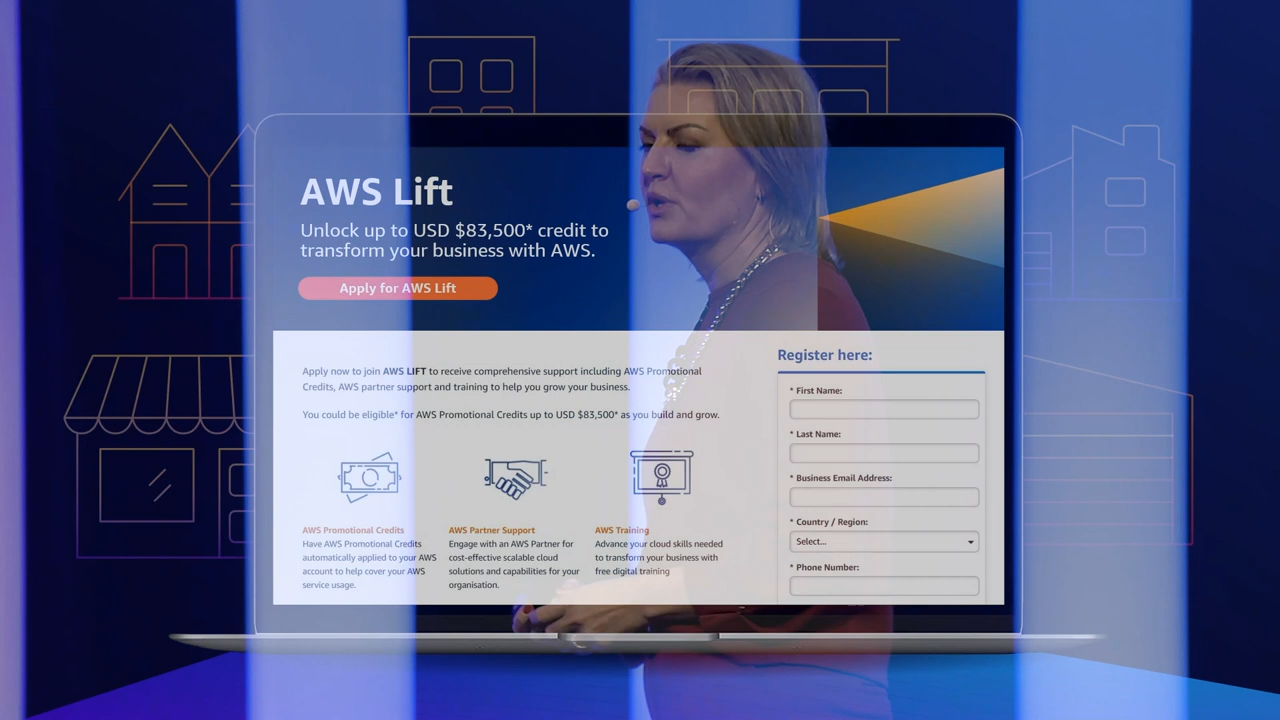 AWS Lift
Unlock up to USD $83,500* credit to
transform your business with AWS.
Apply for AWS Lift
Apply now to join AWS LIFT to receive comprehensive support including AWS Promotional
Credits, AWS partner support and training to help you grow your business.
You could be eligible* for AWS Promotional Credits up to USD $83,500* as you build and grow.
AWS Promotional Credits
Have AWS Promotional Credits
automatically applied to your AWS
account to help cover your AWS
service usage.
AWS Partner Support
Engage with an AWS Partner for
cost-effective scalable cloud
solutions and capabilities for your
organisation.
AWS Training
Advance your cloud skills needed
to transform your business with
free digital training
Register here:
* First Name:
* Last Name:
* Business Email Address:
* Country / Region:
Select...
* Phone Number: